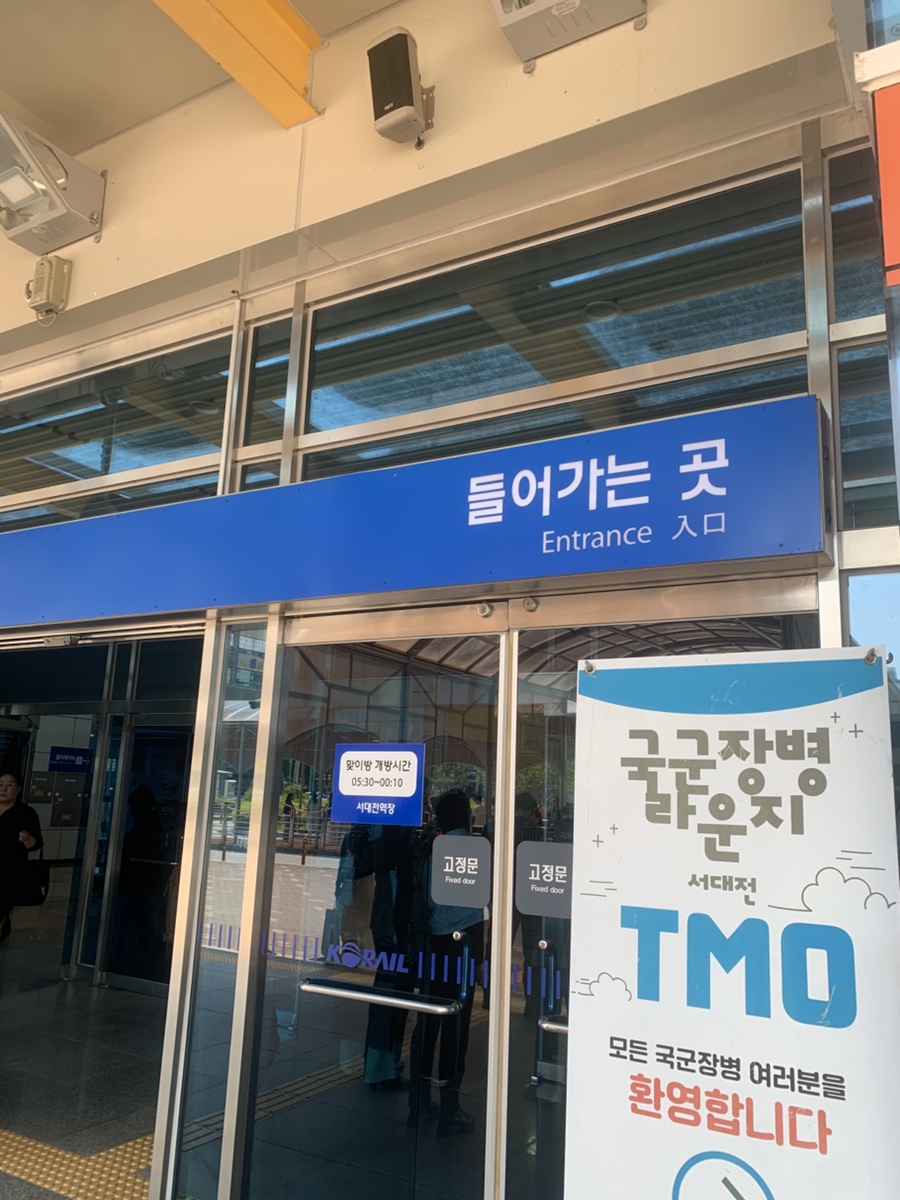 들어가는 곳
Entrance 入口
맞이방 개방시간
05:30~00:10
서대전역장
고정문
Fixed door
고정문
Fixed door
KORAIL
국군장병
라운지
서대전
TMO
모든 국군장병 여러분을
환영합니다